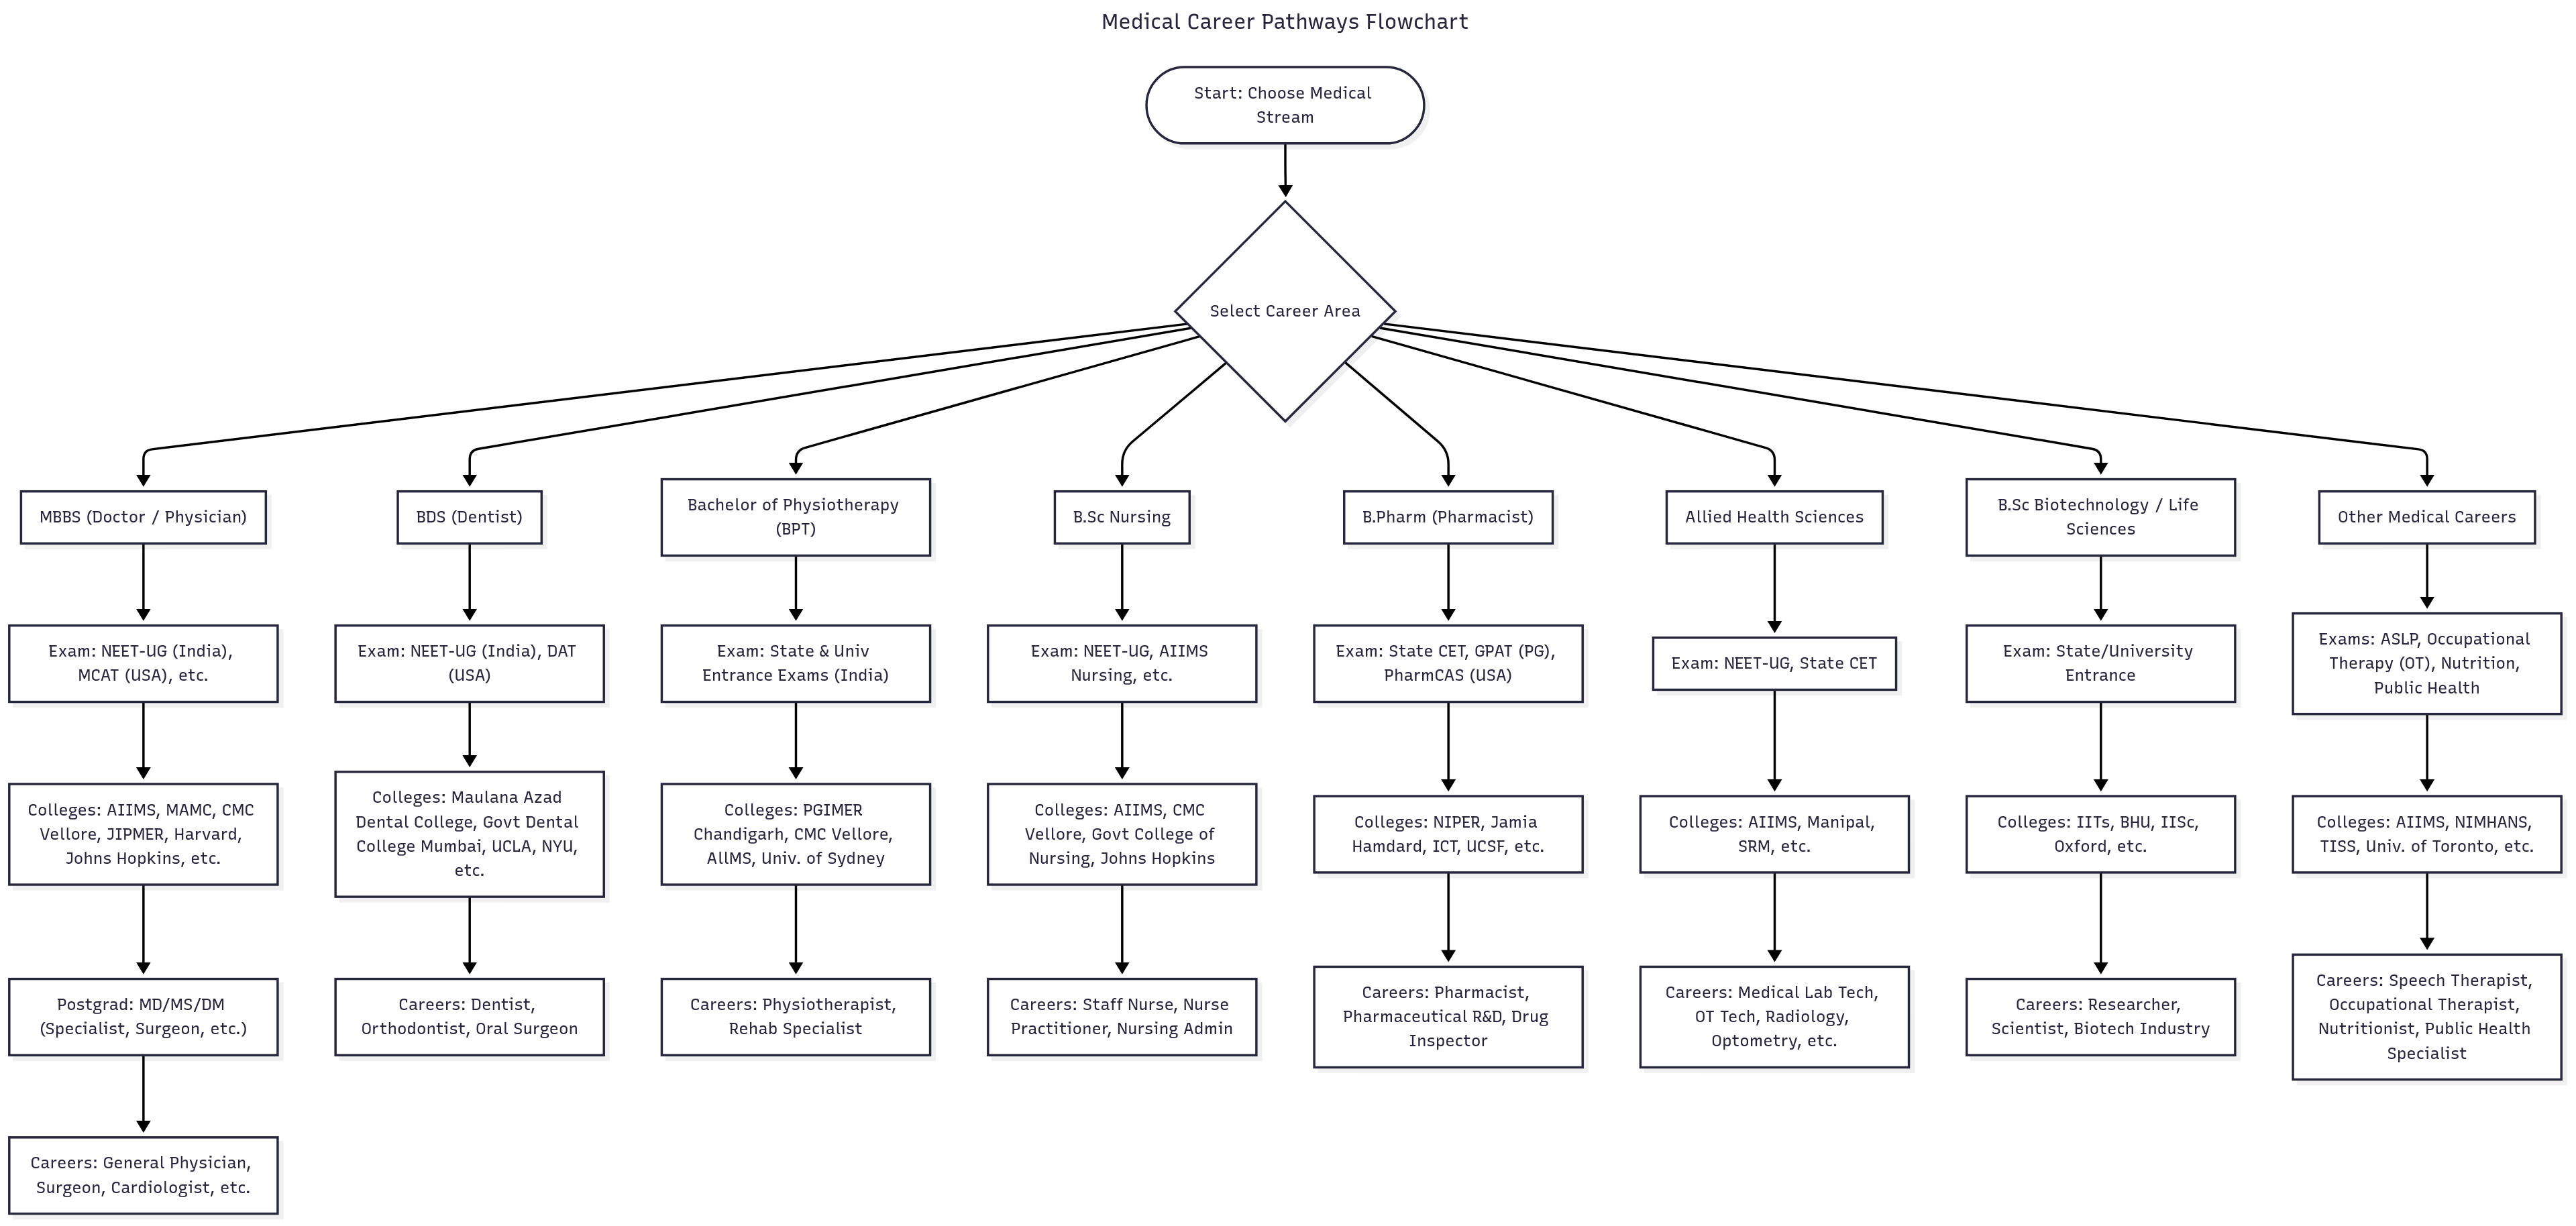 Medical Career Pathways Flowchart
Start: Choose Medical
Stream
Select Career Area
MBBS (Doctor / Physician)
Exam: NEET-UG (India),
MCAT (USA), etc.
Colleges: AIIMS, MAMC, CMC
Vellore, JIPMER, Harvard,
Johns Hopkins, etc.
Postgrad: MD/MS/DM
(Specialist, Surgeon, etc.)
Careers: General Physician,
Surgeon, Cardiologist, etc.
BDS (Dentist)
Exam: NEET-UG (India), DAT
(USA)
Colleges: Maulana Azad
Dental College, Govt Dental
College Mumbai, UCLA, NYU,
etc.
Careers: Dentist,
Orthodontist, Oral Surgeon
Bachelor of Physiotherapy
(BPT)
Exam: State & Univ
Entrance Exams (India)
Colleges: PGIMER
Chandigarh, CMC Vellore,
AllMS, Univ. of Sydney
Careers: Physiotherapist,
Rehab Specialist
B.Sc Nursing
Exam: NEET-UG, AIIMS
Nursing, etc.
Colleges: AIIMS, CMC
Vellore, Govt College of
Nursing, Johns Hopkins
Careers: Staff Nurse, Nurse
Practitioner, Nursing Admin
B.Pharm (Pharmacist)
Exam: State CET, GPAT (PG),
PharmCAS (USA)
Colleges: NIPER, Jamia
Hamdard, ICT, UCSF, etc.
Careers: Pharmacist,
Pharmaceutical R&D, Drug
Inspector
Allied Health Sciences
Exam: NEET-UG, State CET
Colleges: AIIMS, Manipal,
SRM, etc.
Careers: Medical Lab Tech,
OT Tech, Radiology,
Optometry, etc.
B.Sc Biotechnology / Life
Sciences
Exam: State/University
Entrance
Colleges: IITs, BHU, IISc,
Oxford, etc.
Careers: Researcher,
Scientist, Biotech Industry
Other Medical Careers
Exams: ASLP, Occupational
Therapy (OT), Nutrition,
Public Health
Colleges: AIIMS, NIMHANS,
TISS, Univ. of Toronto, etc.
Careers: Speech Therapist,
Occupational Therapist,
Nutritionist, Public Health
Specialist